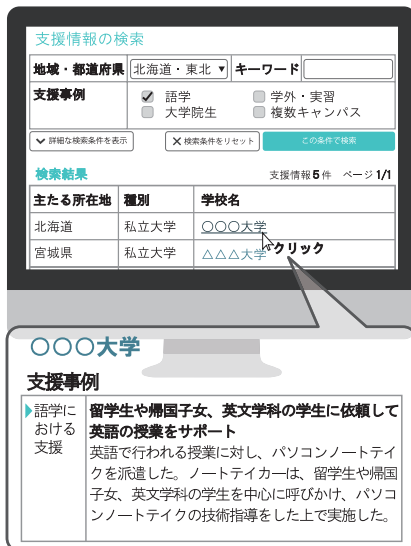 支援情報の検索
地域・都道府県 北海道・東北 ▼ キーワード
支援事例 ✓ 語学 学外・実習
大学院生 複数キャンパス
詳細な検索条件を表示 × 検索条件をリセット この条件で検索
検索結果 支援情報5件 ページ1/1
主たる所在地 種別 学校名
北海道 私立大学 〇〇〇大学
宮城県 私立大学 △△△大学
クリック
〇〇〇大学
支援事例
語学に
おける
支援
留学生や帰国子女、英文学科の学生に依頼して
英語の授業をサポート
英語で行われる授業に対し、パソコンノートテイ
クを派遣した。ノートテイカーは、留学生や帰国
子女、英文学科の学生を中心に呼びかけ、パソコ
ンノートテイクの技術指導をした上で実施した。